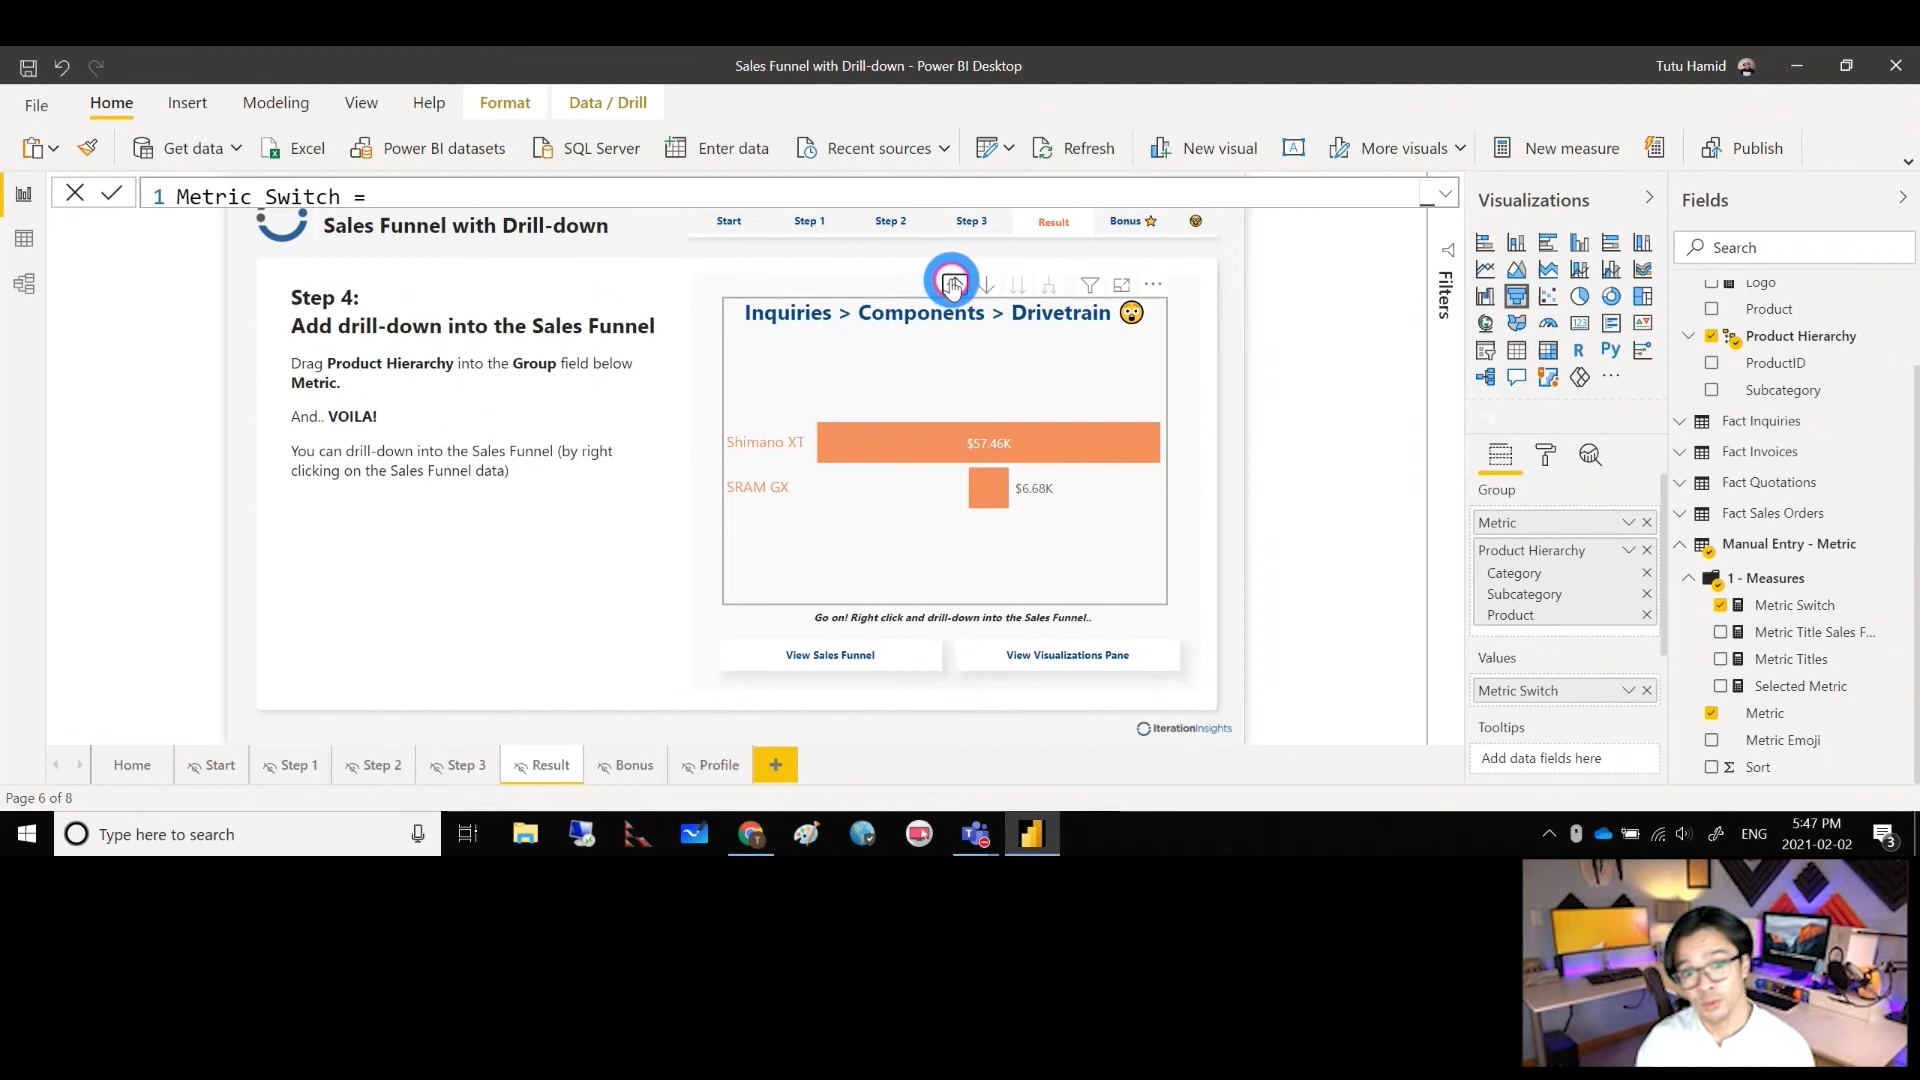 Sales Funnel with Drill-down - Power BI Desktop
Tutu Hamid
File
Home
Insert
Modeling
View
Help
Format
Data / Drill
Get data
Excel
Power BI datasets
SQL Server
Enter data
Recent sources
Refresh
New visual
More visuals
New measure
Publish
1 Metric Switch =
Sales Funnel with Drill-down
Start
Step 1
Step 2
Step 3
Result
Bonus
Step 4:
Add drill-down into the Sales Funnel
Drag Product Hierarchy into the Group field below
Metric.
And.. VOILA!
You can drill-down into the Sales Funnel (by right
clicking on the Sales Funnel data)
Inquiries > Components > Drivetrain 😲
Shimano XT
$57.46K
SRAM GX
$6.68K
Go on! Right click and drill-down into the Sales Funnel..
View Sales Funnel
View Visualizations Pane
IterationInsights
Filters
Visualizations
R
Py
Group
Metric
Product Hierarchy
Category
Subcategory
Product
Values
Metric Switch
Tooltips
Add data fields here
Fields
Search
Logo
Product
Product Hierarchy
ProductID
Subcategory
Fact Inquiries
Fact Invoices
Fact Quotations
Fact Sales Orders
Manual Entry - Metric
1 - Measures
Metric Switch
Metric Title Sales F...
Metric Titles
Selected Metric
Metric
Metric Emoji
Sort
Home
Start
Step 1
Step 2
Step 3
Result
Bonus
Profile
Page 6 of 8
Type here to search
ENG
5:47 PM
2021-02-02
3